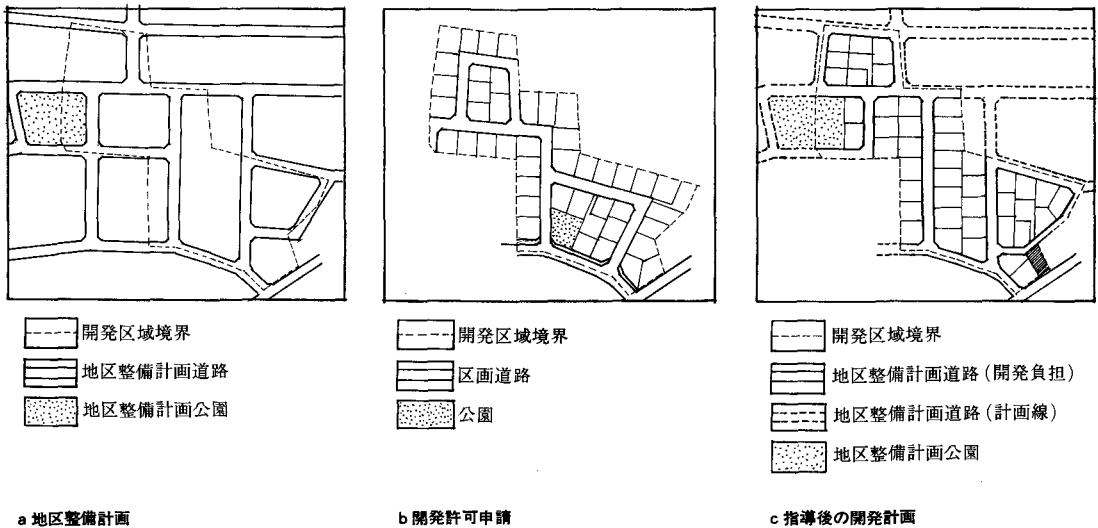 開発区域境界
地区整備計画道路
地区整備計画公園
a 地区整備計画
開発区域境界
区画道路
公園
b 開発許可申請
開発区域境界
地区整備計画道路(開発負担)
地区整備計画道路(計画線)
地区整備計画公園
c 指導後の開発計画